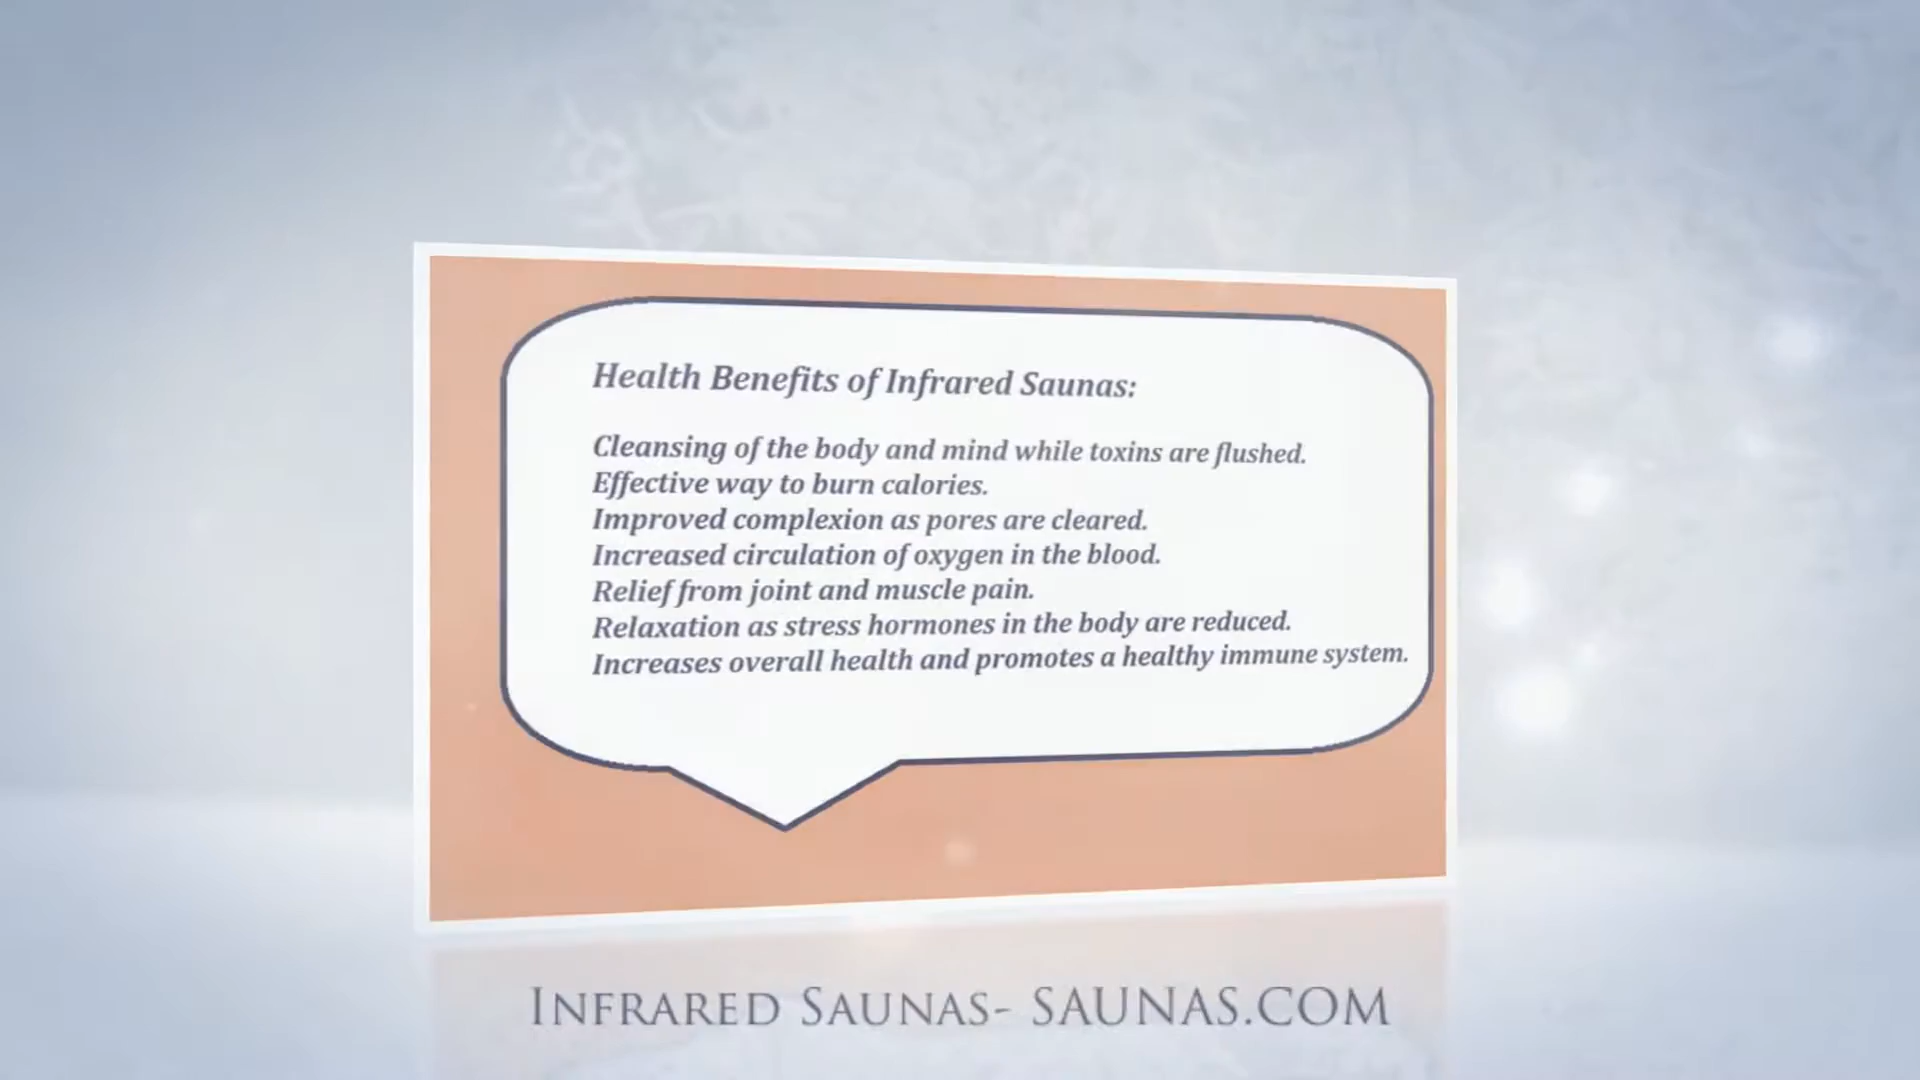 Health Benefits of Infrared Saunas:
Cleansing of the body and mind while toxins are flushed.
Effective way to burn calories.
Improved complexion as pores are cleared.
Increased circulation of oxygen in the blood.
Relief from joint and muscle pain.
Relaxation as stress hormones in the body are reduced.
Increases overall health and promotes a healthy immune system.
Infrared Saunas- SAUNAS.COM